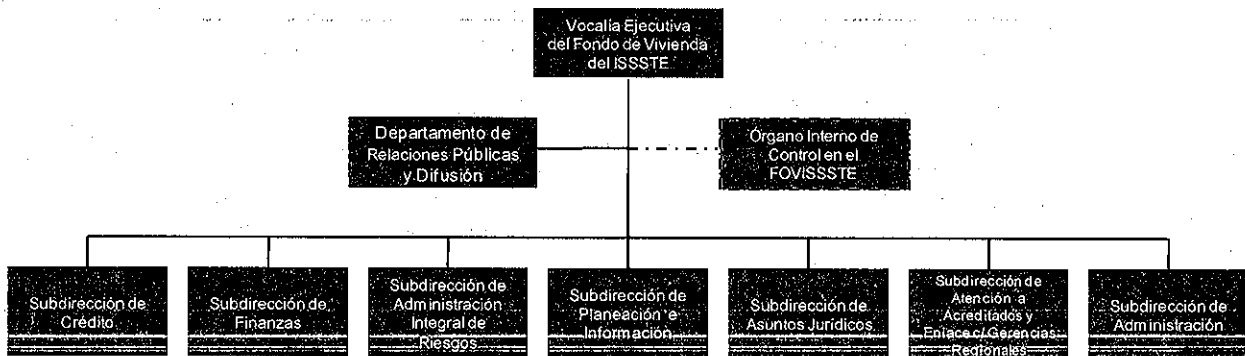 Vocalía Ejecutiva
del Fondo de Vivienda
del ISSSTE
Departamento de
Relaciones Públicas
y Difusión
Órgano Interno de
Control en el
FOVISSSTE
Subdirección de
Crédito
Subdirección de
Finanzas
Subdirección de
Administración
Integral de
Riesgos
Subdirección de
Planeación e
Información
Subdirección de
Asuntos Jurídicos
Subdirección de
Atención a
Acreditados y
Enlace c/ Gerencias
Regionales
Subdirección de
Administración